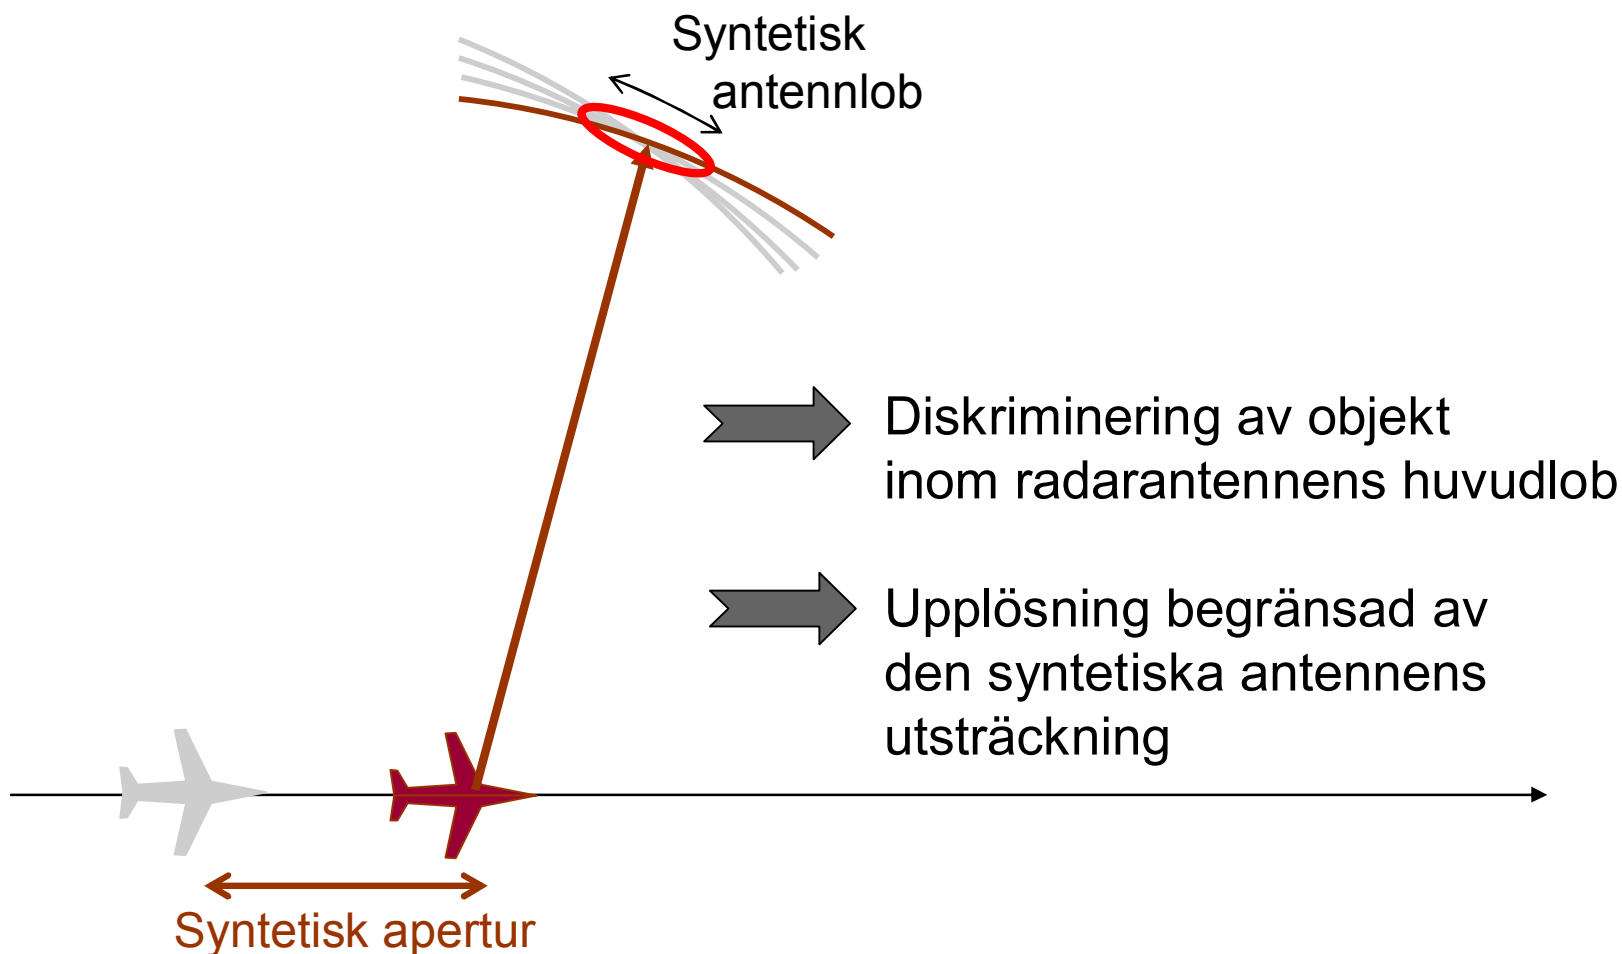 Syntetisk
antennlob
Diskriminering av objekt
inom radarantennens huvudlob
Upplösning begränsad av
den syntetiska antennens
utsträckning
Syntetisk apertur